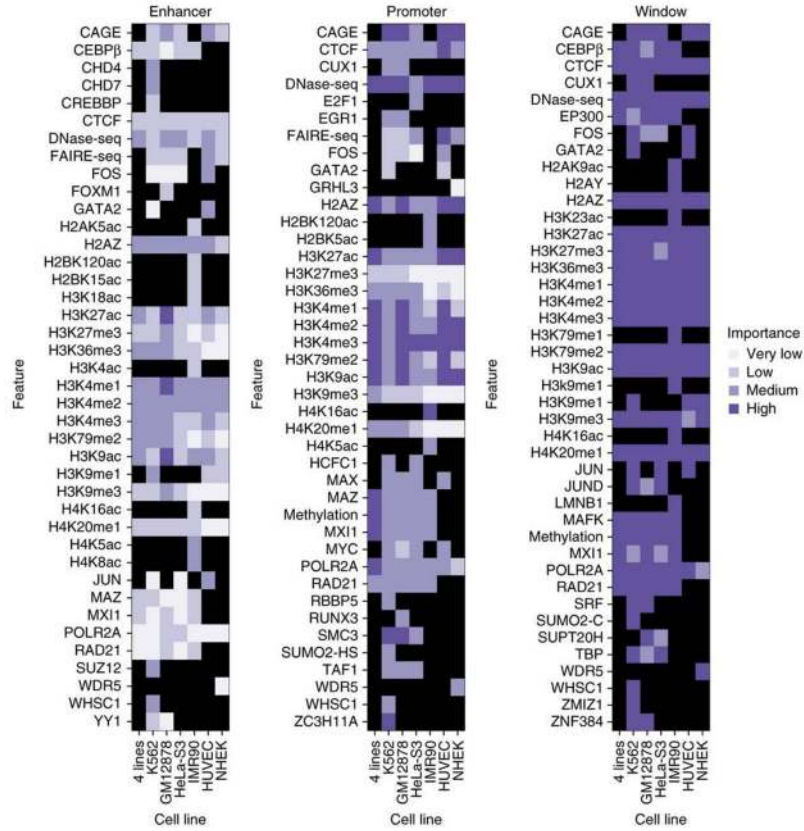 Enhancer
CAGE
CEBPβ
CHD4
CHD7
CREBBP
CTCF
DNase-seq
FAIRE-seq
FOS
FOXM1
GATA2
H2AK5ac
H2AZ
H2BK120ac
H2BK15ac
H3K18ac
H3K27ac
H3K27me3
H3K36me3
H3K4ac
H3K4me1
H3K4me2
H3K4me3
H3K79me2
H3K9ac
H3K9me1
H3K9me3
H4K16ac
H4K20me1
H4K5ac
H4K8ac
JUN
MAZ
MXI1
POLR2A
RAD21
SUZ12
WDR5
WHSC1
YY1
Feature
4 lines
K562
GM12878
HeLa-S3
IMR90
HUVEC
NHEK
Cell line
Promoter
CAGE
CTCF
CUX1
DNase-seq
E2F1
EGR1
FAIRE-seq
FOS
GATA2
GRHL3
H2AZ
H2BK120ac
H2BK5ac
H3K27ac
H3K27me3
H3K36me3
H3K4me1
H3K4me2
H3K4me3
H3K79me2
H3K9ac
H3K9me3
H4K16ac
H4K20me1
H4K5ac
HCFC1
MAX
MAZ
Methylation
MXI1
MYC
POLR2A
RAD21
RBBP5
RUNX3
SMC3
SUMO2-HS
TAF1
WDR5
WHSC1
ZC3H11A
Feature
4 lines
K562
GM12878
HeLa-S3
IMR90
HUVEC
NHEK
Cell line
Window
CAGE
CEBPβ
CTCF
CUX1
DNase-seq
EP300
FOS
GATA2
H2AK9ac
H2AY
H2AZ
H3K23ac
H3K27ac
H3K27me3
H3K36me3
H3K4me1
H3K4me2
H3K4me3
H3K79me1
H3K79me2
H3K9ac
H3k9me1
H3K9me1
H3K9me3
H4K16ac
H4K20me1
JUN
JUND
LMNB1
MAFK
Methylation
MXI1
POLR2A
RAD21
SRF
SUMO2-C
SUPT20H
TBP
WDR5
WHSC1
ZMIZ1
ZNF384
Feature
4 lines
K562
GM12878
HeLa-S3
IMR90
HUVEC
NHEK
Cell line
Importance
Very low
Low
Medium
High